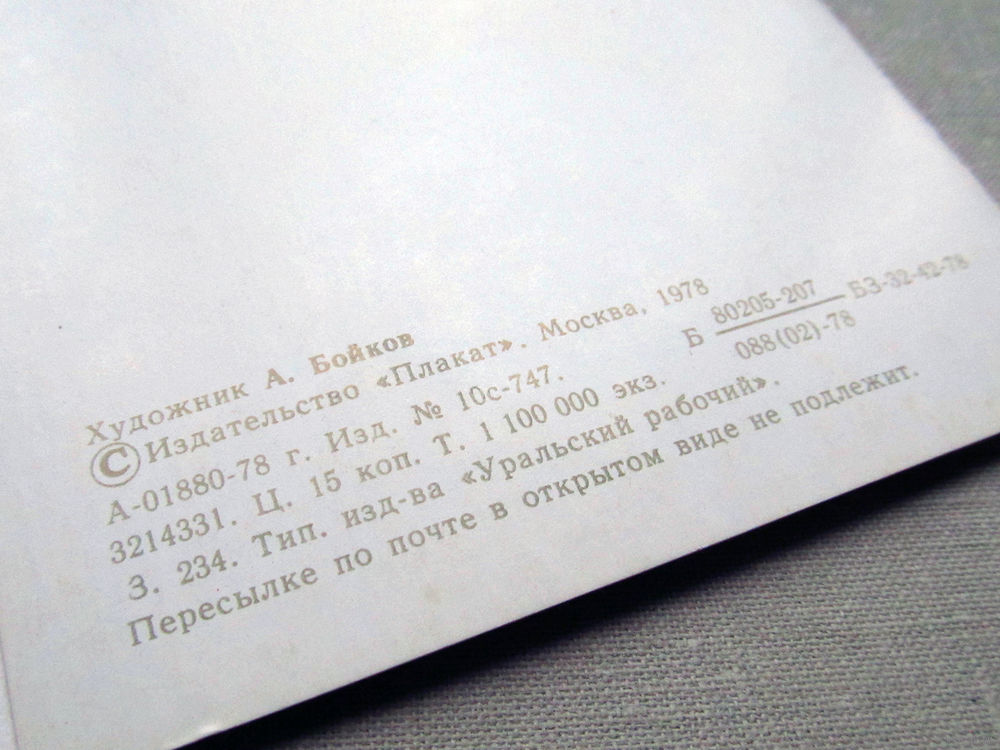 Художник А. Бойков
© Издательство «Плакат». Москва, 1978
Б 80205-207 БЗ-32-42-78
088(02)-78
А-01880-78 г. Изд. № 10с-747.
3214331. Ц. 15 коп. Т. 1 100 000 экз.
З. 234. Тип. изд-ва «Уральский рабочий».
Пересылке по почте в открытом виде не подлежит.